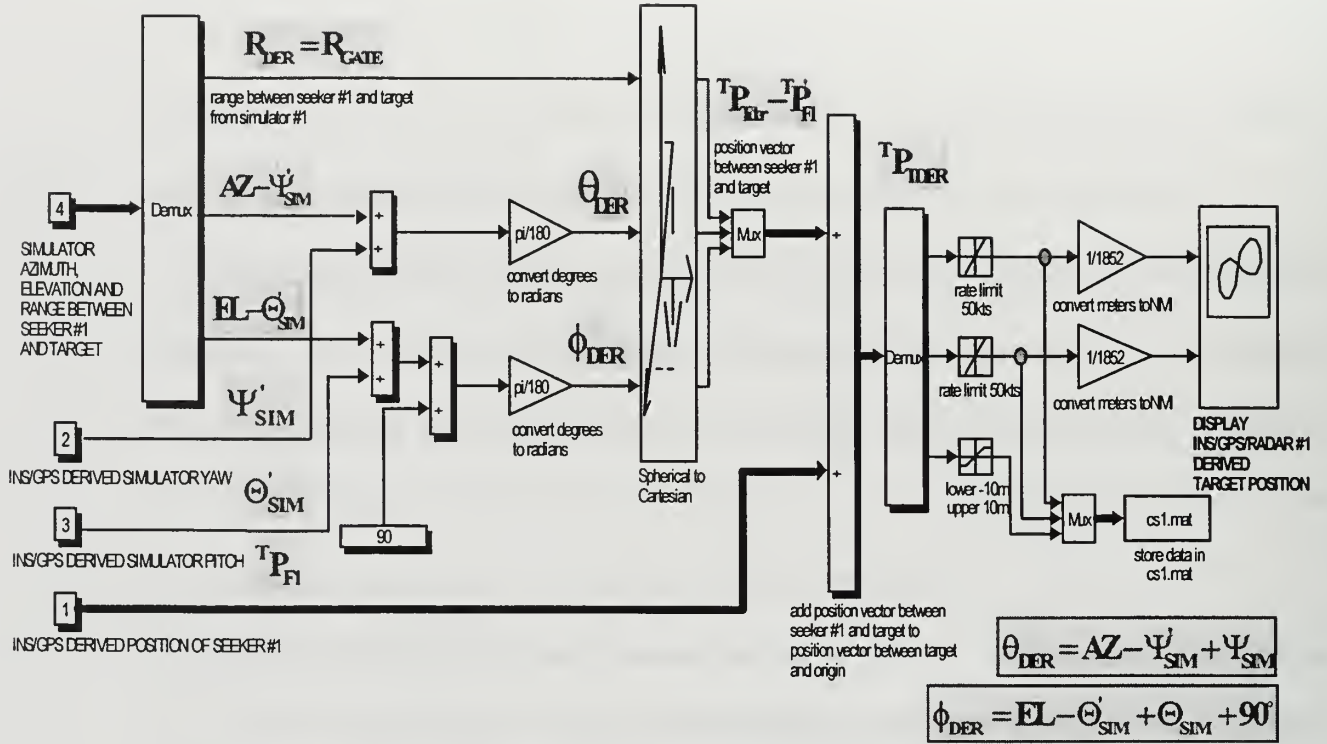 R_DER = R_GATE
range between seeker #1 and target
from simulator #1
AZ-Ψ'_SIM
4
Demux
SIMULATOR
AZIMUTH,
ELEVATION AND
RANGE BETWEEN
SEEKER #1
AND TARGET
EL-Θ'_SIM
Ψ'_SIM
2
INS/GPS DERIVED SIMULATOR YAW
Θ'_SIM
3
INS/GPS DERIVED SIMULATOR PITCH
^T P_F1
1
INS/GPS DERIVED POSITION OF SEEKER #1
+
+
+
+
+
+
90
pi/180
convert degrees
to radians
θ_DER
pi/180
convert degrees
to radians
ϕ_DER
Spherical to
Cartesian
^T P_Tder - ^T P'_F1
position vector
between seeker #1
and target
Mux
+
+
add position vector between
seeker #1 and target to
position vector between target
and origin
^T P_TDER
Demux
rate limit
50kts
rate limit 50kts
lower -10m
upper 10m
1/1852
convert meters to NMI
1/1852
convert meters to NMI
DISPLAY
INS/GPS/RADAR #1
DERIVED
TARGET POSITION
Mux
cs1.mat
store data in
cs1.mat
θ_DER = AZ-Ψ'_SIM + Ψ_SIM
ϕ_DER = EL-Θ'_SIM + Θ_SIM + 90°